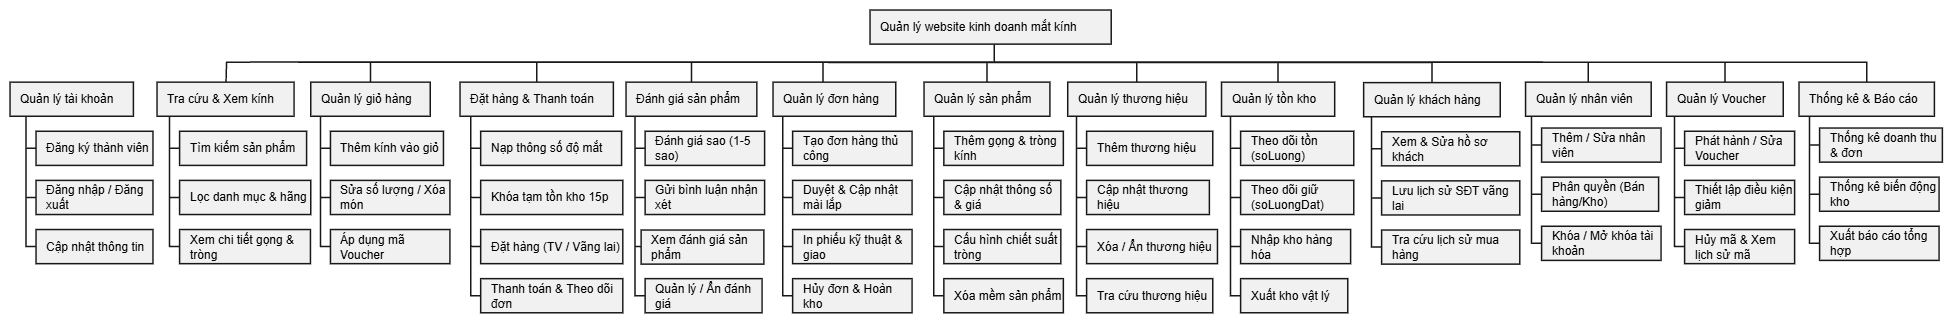 Quản lý website kinh doanh mắt kính
Quản lý tài khoản
Đăng ký thành viên
Đăng nhập / Đăng
xuất
Cập nhật thông tin
Tra cứu & Xem kính
Tìm kiếm sản phẩm
Lọc danh mục & hãng
Xem chi tiết gọng &
tròng
Quản lý giỏ hàng
Thêm kính vào giỏ
Sửa số lượng / Xóa
món
Áp dụng mã
Voucher
Đặt hàng & Thanh toán
Nạp thông số độ mắt
Khóa tạm tồn kho 15p
Đặt hàng (TV / Vãng lai)
Thanh toán & Theo dõi
đơn
Đánh giá sản phẩm
Đánh giá sao (1-5
sao)
Gửi bình luận nhận
xét
Xem đánh giá sản
phẩm
Quản lý / Ẩn đánh
giá
Quản lý đơn hàng
Tạo đơn hàng thủ
công
Duyệt & Cập nhật
mài lắp
In phiếu kỹ thuật &
giao
Hủy đơn & Hoàn
kho
Quản lý sản phẩm
Thêm gọng & tròng
kính
Cập nhật thông số
& giá
Cấu hình chiết suất
tròng
Xóa mềm sản phẩm
Quản lý thương hiệu
Thêm thương hiệu
Cập nhật thương
hiệu
Xóa / Ẩn thương hiệu
Tra cứu thương hiệu
Quản lý tồn kho
Theo dõi tồn
(soLuong)
Theo dõi giữ
(soLuongDat)
Nhập kho hàng
hóa
Xuất kho vật lý
Quản lý khách hàng
Xem & Sửa hồ sơ
khách
Lưu lịch sử SĐT vãng
lai
Tra cứu lịch sử mua
hàng
Quản lý nhân viên
Thêm / Sửa nhân
viên
Phân quyền (Bán
hàng/Kho)
Khóa / Mở khóa tài
khoản
Quản lý Voucher
Phát hành / Sửa
Voucher
Thiết lập điều kiện
giảm
Hủy mã & Xem
lịch sử mã
Thống kê & Báo cáo
Thống kê doanh thu
& đơn
Thống kê biến động
kho
Xuất báo cáo tổng
hợp